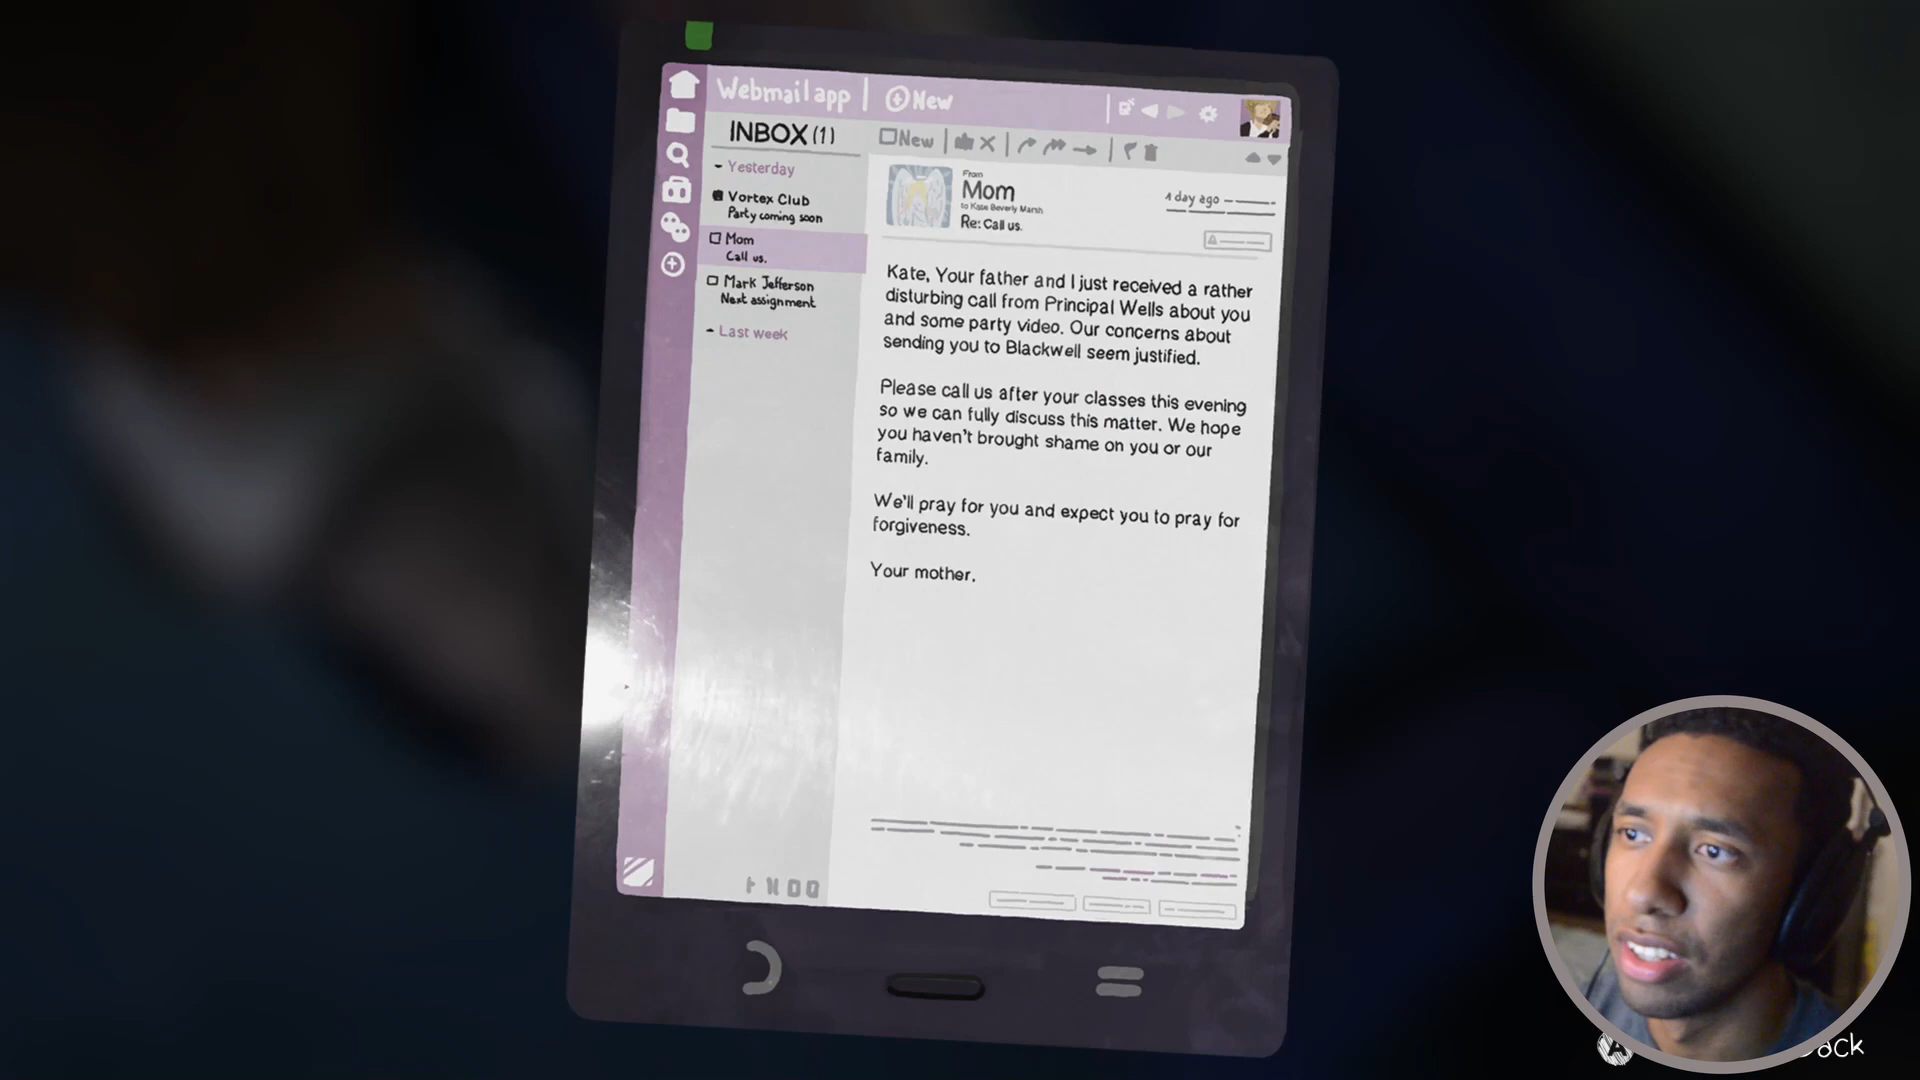 Webmail app
New
INBOX (1)
New
Yesterday
Vortex Club
Party coming soon
Mom
Call us.
Mark Jefferson
Next assignment
Last week
From
Mom
to Kate Beverly Marsh
Re: Call us.
1 day ago
Kate, Your father and I just received a rather
disturbing call from Principal Wells about you
and some party video. Our concerns about
sending you to Blackwell seem justified.
Please call us after your classes this evening
so we can fully discuss this matter. We hope
you haven't brought shame on you or our
family.
We'll pray for you and expect you to pray for
forgiveness.
Your mother.
A